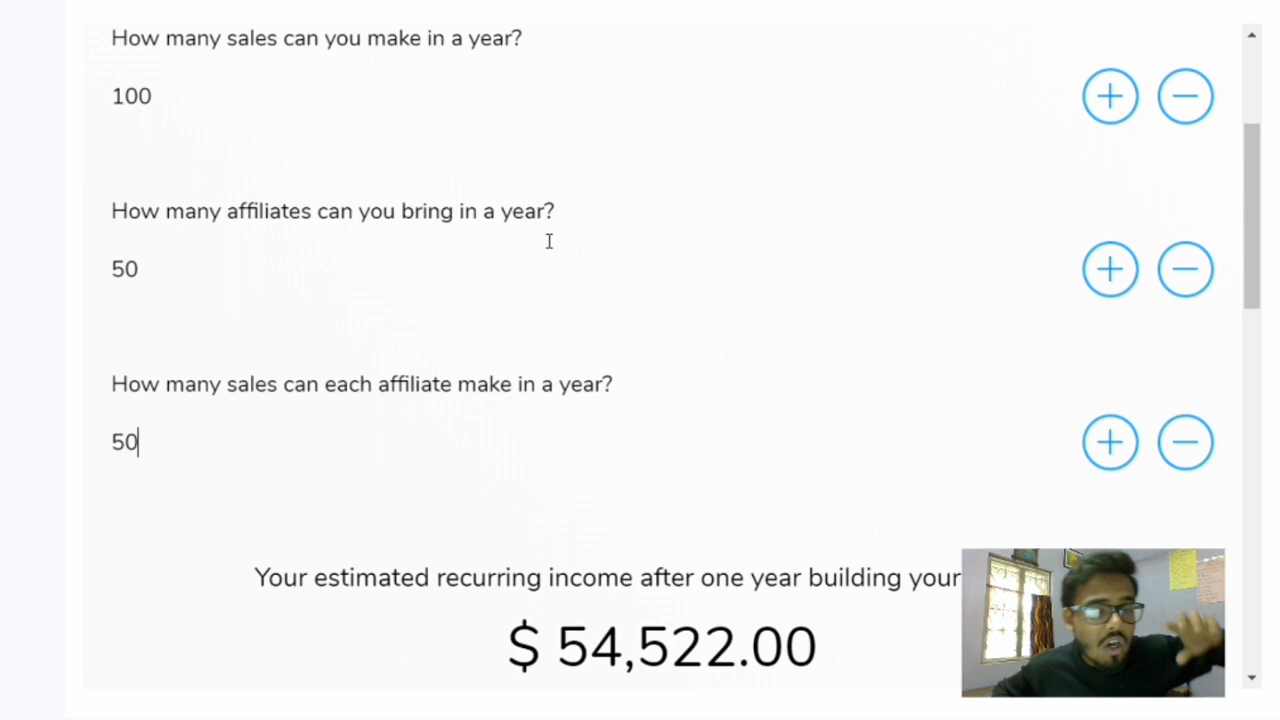 How many sales can you make in a year?
100
How many affiliates can you bring in a year?
50
How many sales can each affiliate make in a year?
50
Your estimated recurring income after one year building your
$ 54,522.00